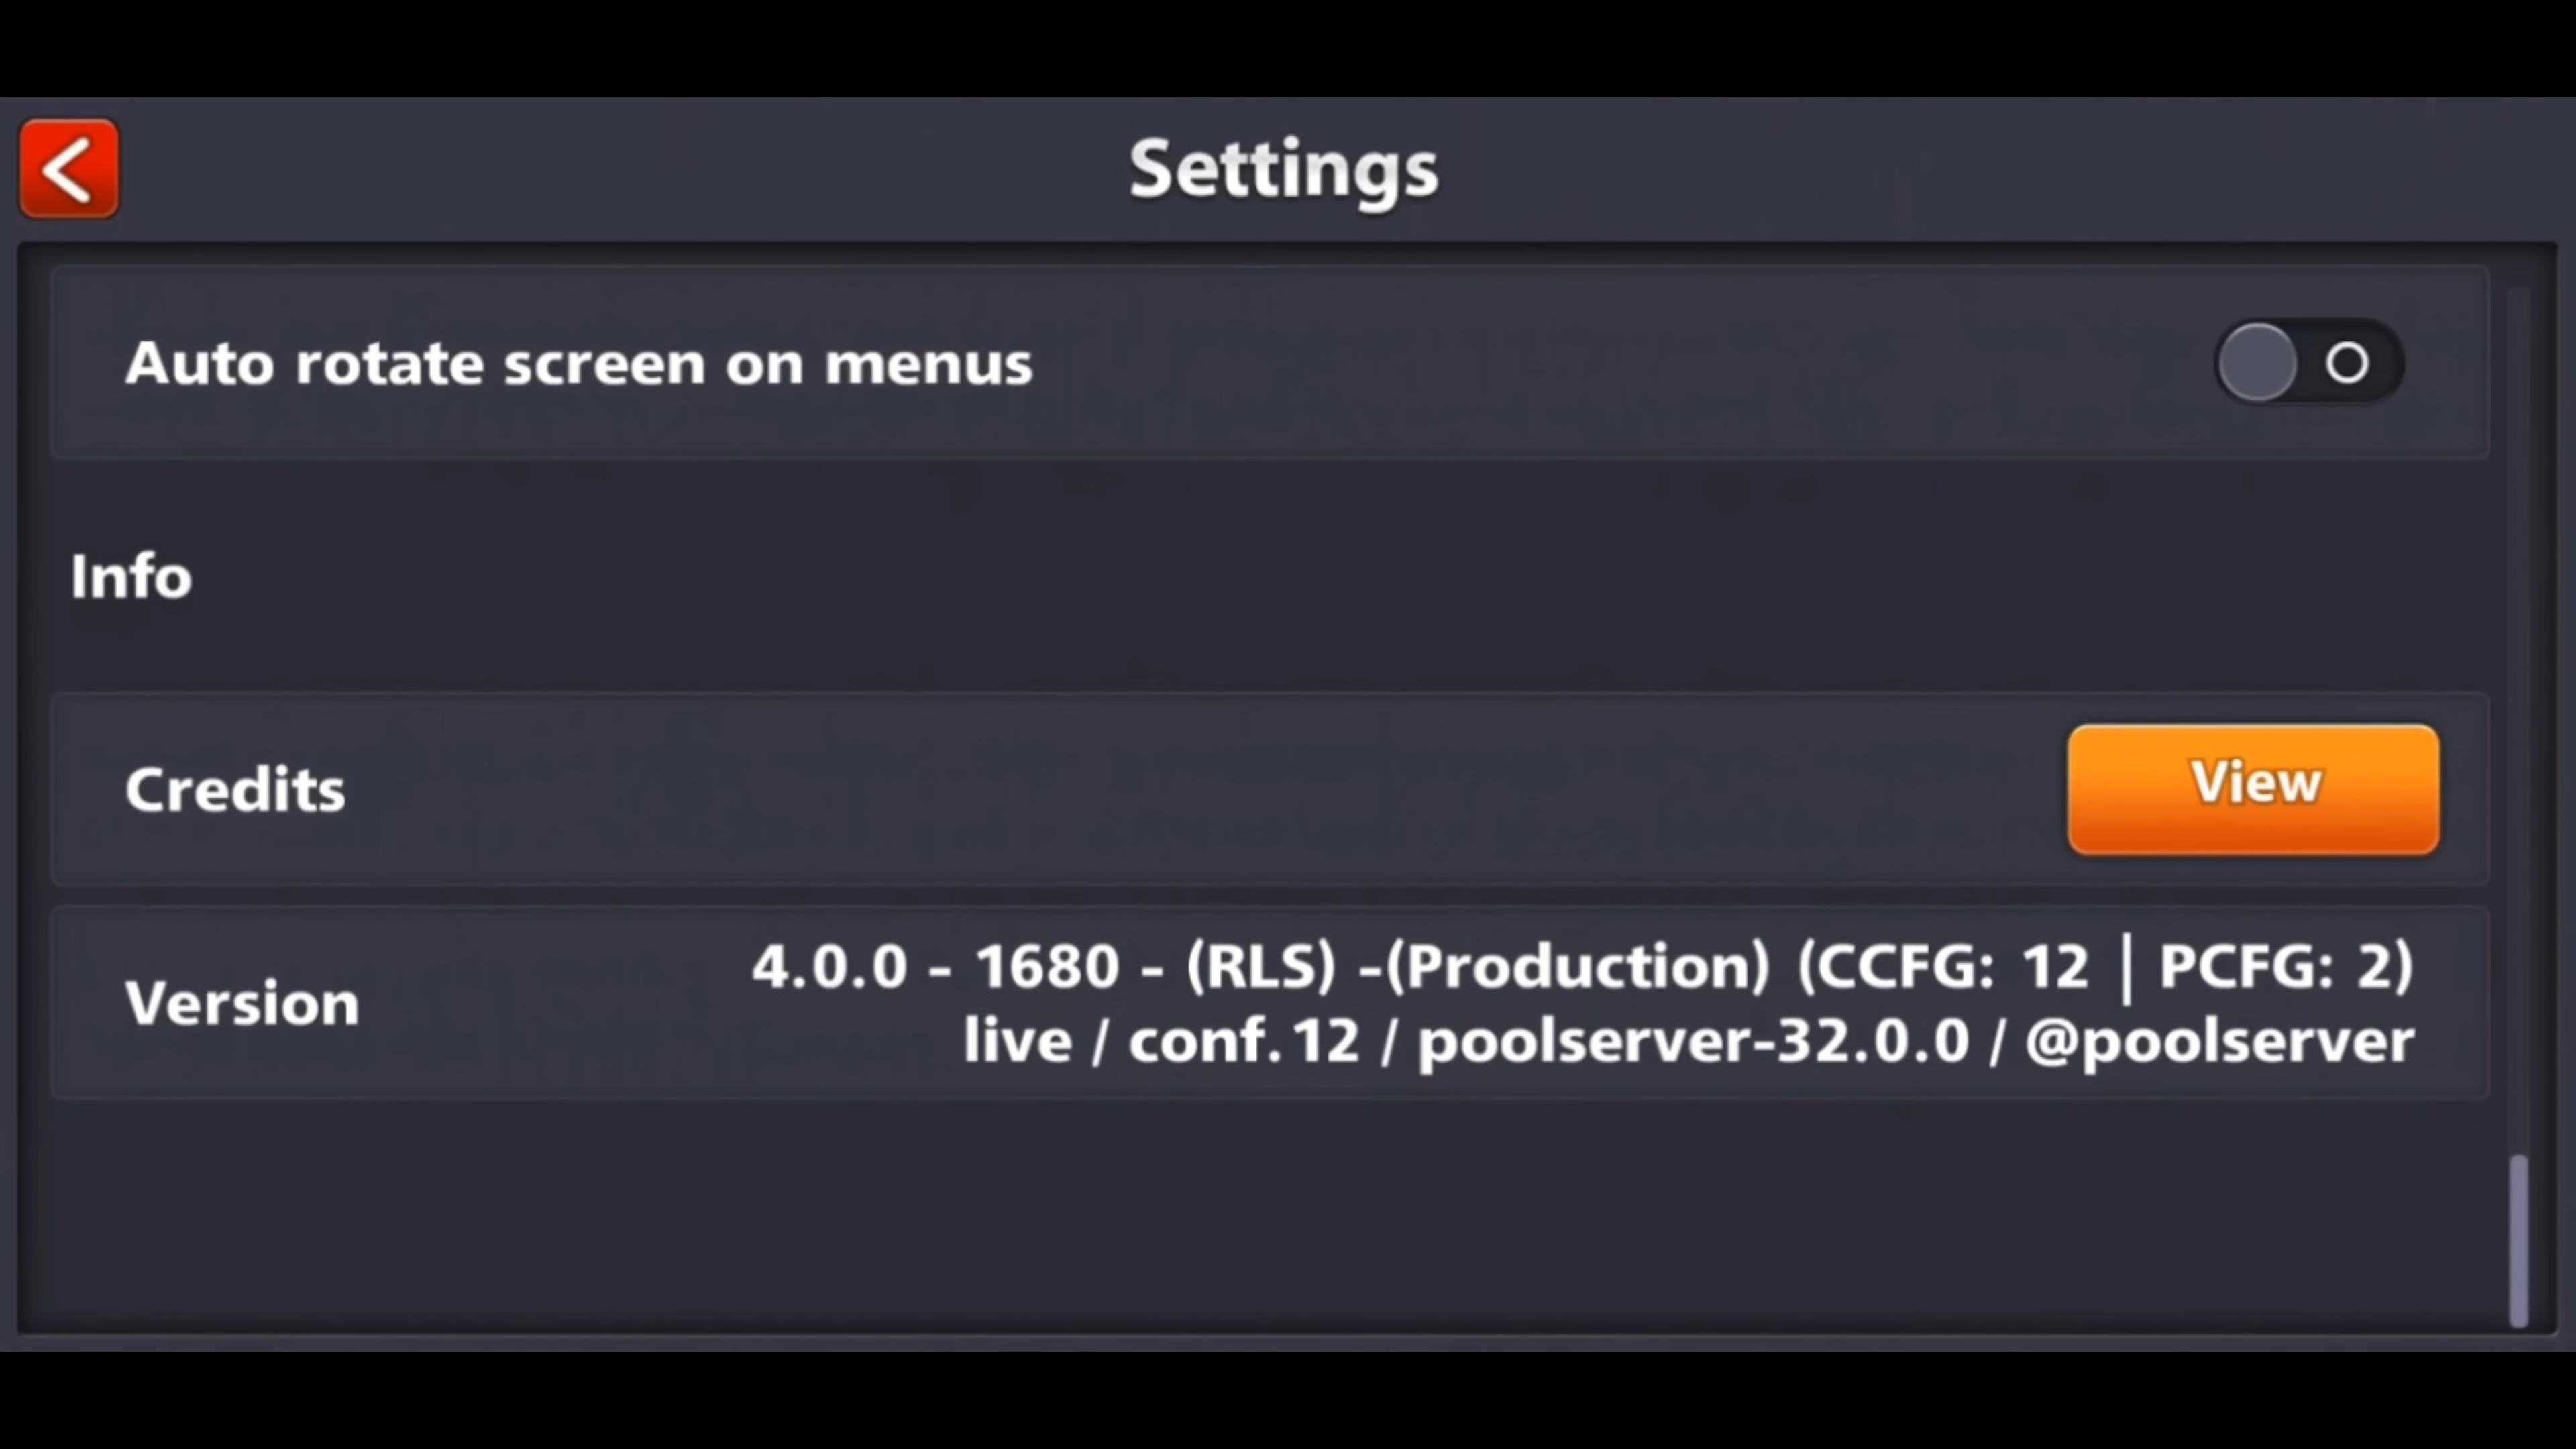 Settings
Auto rotate screen on menus
Info
Credits
View
Version
4.0.0 - 1680 - (RLS) -(Production) (CCFG: 12 | PCFG: 2)
live / conf.12 / poolserver-32.0.0 / @poolserver